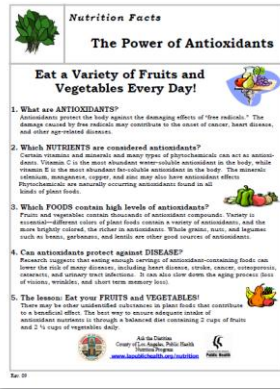 Nutrition Facts
The Power of Antioxidants
Eat a Variety of Fruits and
Vegetables Every Day!
1. What are ANTIOXIDANTS?
Antioxidants protect the body against the damaging effects of "free radicals." The
damage caused by free radicals may contribute to the onset of cancer, heart disease,
and other age-related diseases.
2. Which NUTRIENTS are considered antioxidants?
Certain vitamins and many types of phytochemicals can act as antioxi-
dants. Vitamin C is the most abundant water-soluble antioxidant in the body, while
vitamin E is the most abundant fat-soluble antioxidant in the body. The minerals
selenium, manganese, copper, and zinc may also have antioxidant effects.
Phytochemicals are naturally occurring antioxidants found in all
kinds of plant foods.
3. Which FOODS contain high levels of antioxidants?
Fruits and vegetables contain thousands of antioxidant compounds. Variety is
essential—different colors of plant foods contain a variety of antioxidants, and the
more brightly colored, the richer in antioxidants. Whole grains, nuts, and legumes
such as beans, garbanzos, and lentils are other good sources of antioxidants.
4. Can antioxidants protect against DISEASE?
Research suggests that eating enough servings of antioxidant-containing foods can
lower the risk of many diseases, including heart disease, stroke, cancer, osteoporosis,
cataracts, and urinary tract infections. It can also slow down the aging process (loss
of vision, wrinkles, and short term memory loss).
5. The lesson: Eat your FRUITS and VEGETABLES!
There may be other unidentified substances in plant foods that contribute
to a beneficial effect. The best way to ensure adequate intake of
antioxidant nutrients is through a balanced diet containing 2 cups of fruits
and 2 ½ cups of vegetables daily.
Ask the Dietitian
County of Los Angeles, Public Health
Nutrition Program
www.lapublichealth.org/nutrition
Public Health